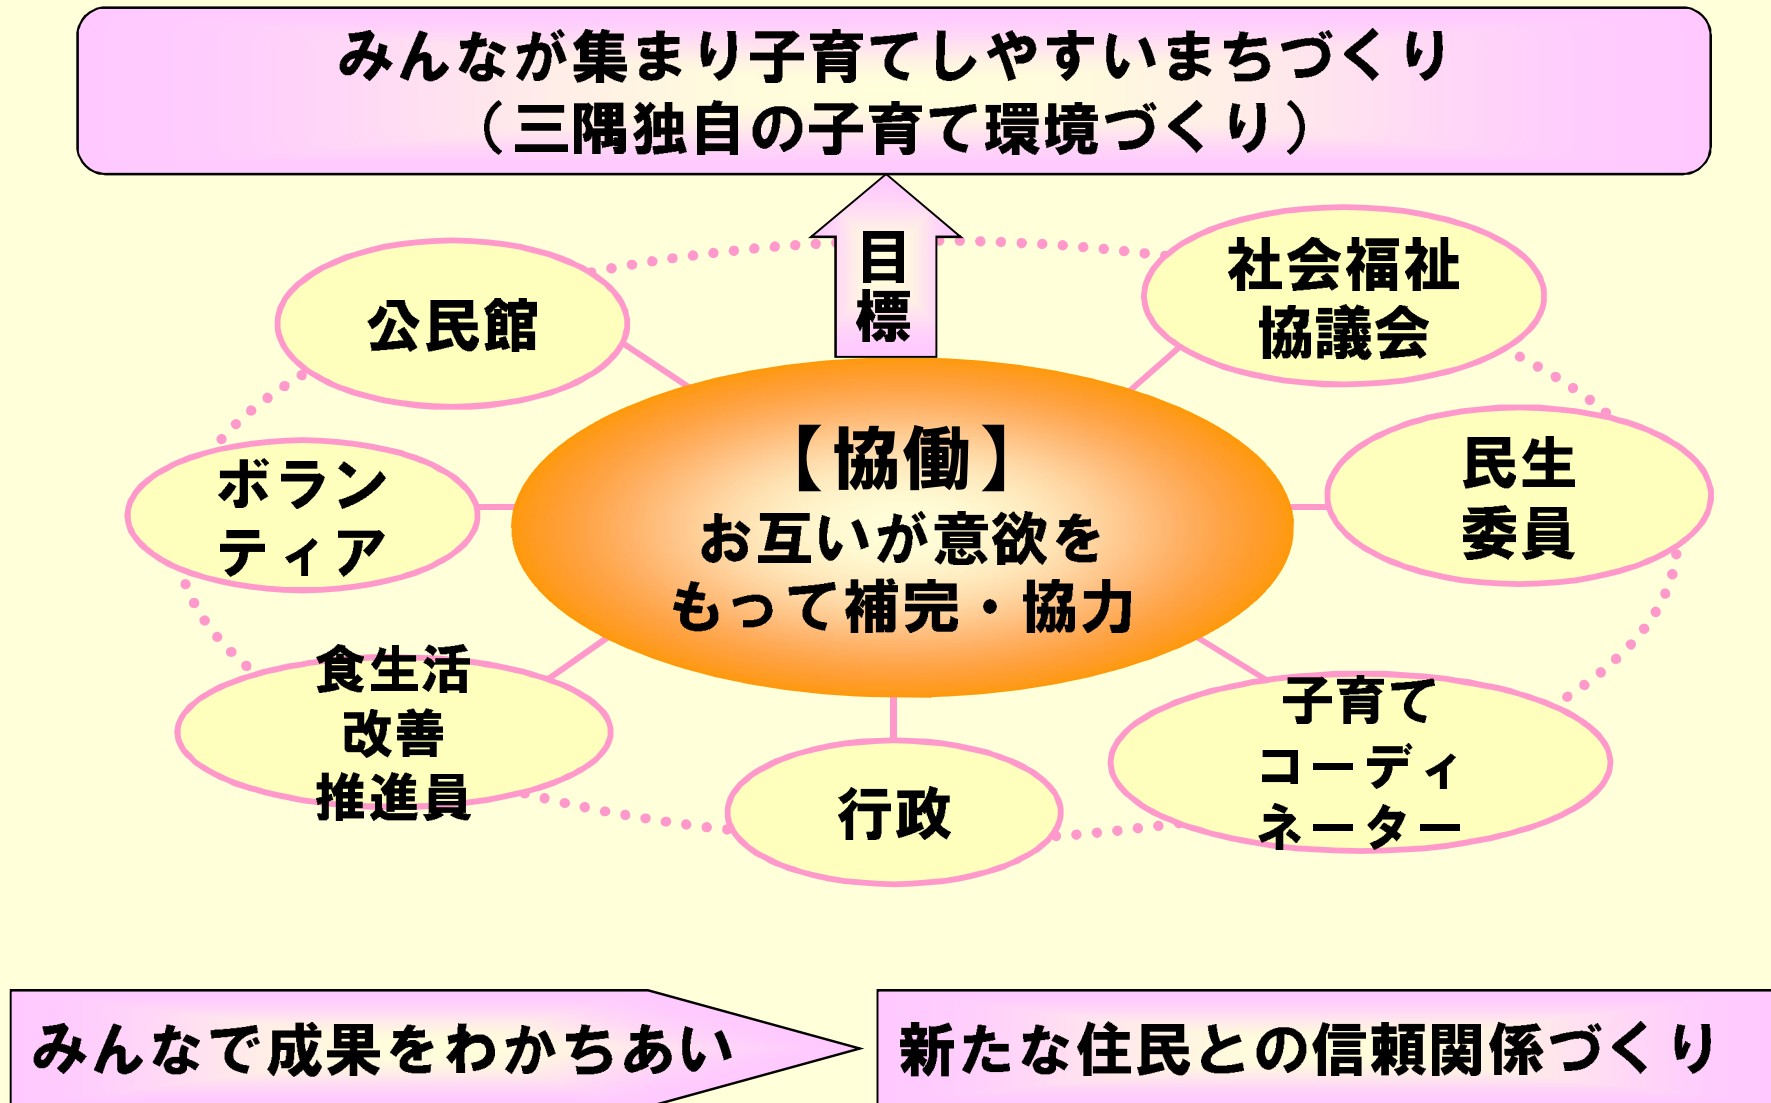 みんなが集まり子育てしやすいまちづくり
（三隅独自の子育て環境づくり）
目
標
公民館
社会福祉
協議会
ボラン
ティア
【協働】
お互いが意欲を
もって補完・協力
民生
委員
食生活
改善
推進員
行政
子育て
コーディ
ネーター
みんなで成果をわかちあい
新たな住民との信頼関係づくり